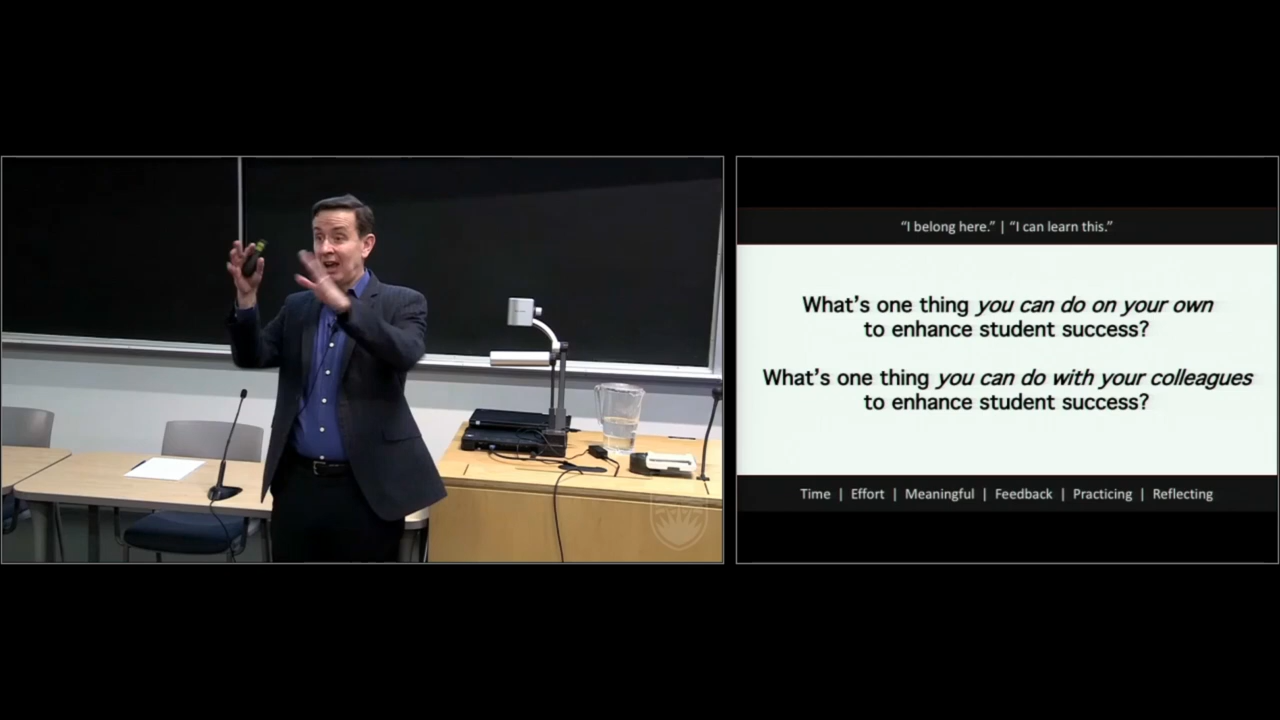 “I belong here.” | “I can learn this.”
What’s one thing you can do on your own
to enhance student success?
What’s one thing you can do with your colleagues
to enhance student success?
Time | Effort | Meaningful | Feedback | Practicing | Reflecting